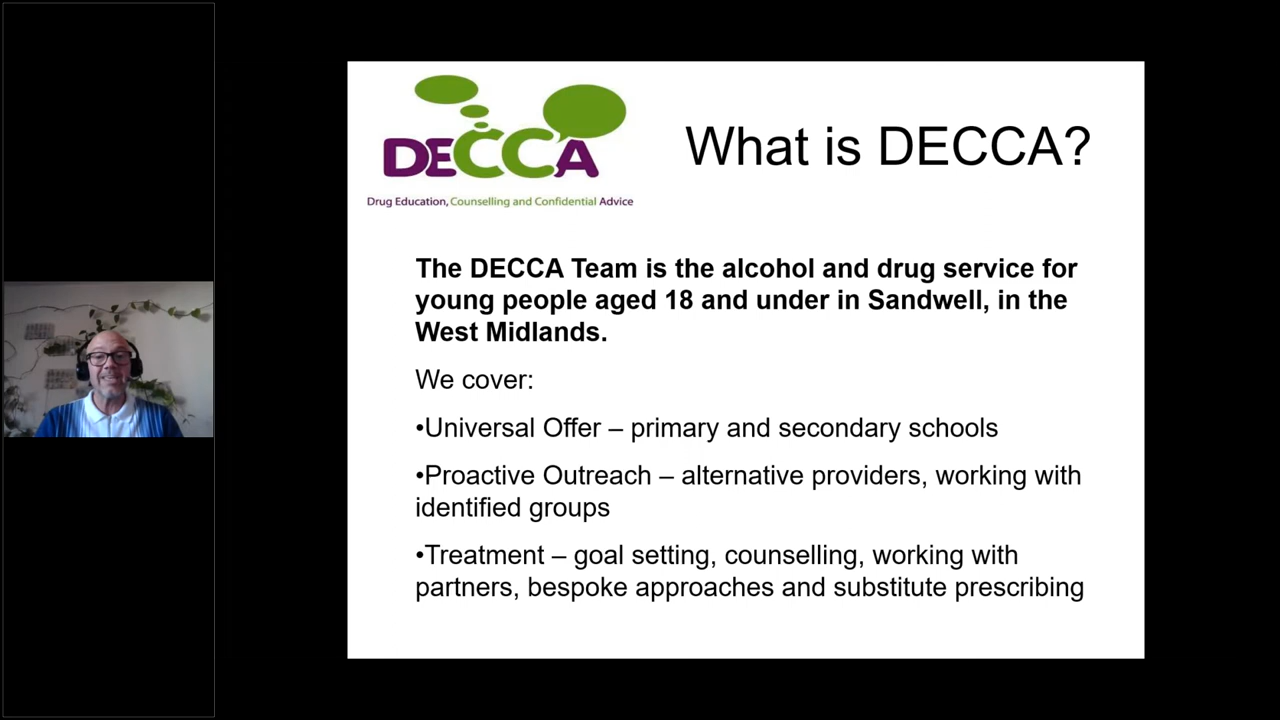 DECCA
Drug Education, Counselling and Confidential Advice
What is DECCA?
The DECCA Team is the alcohol and drug service for
young people aged 18 and under in Sandwell, in the
West Midlands.
We cover:
•Universal Offer – primary and secondary schools
•Proactive Outreach – alternative providers, working with
identified groups
•Treatment – goal setting, counselling, working with
partners, bespoke approaches and substitute prescribing